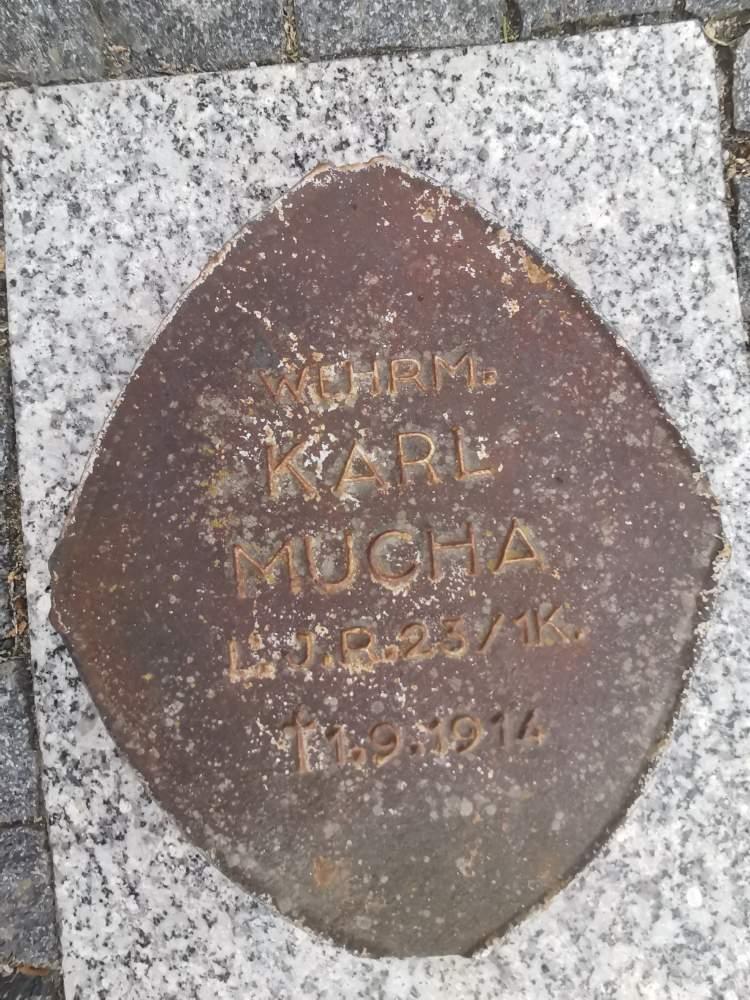 WEHRM.
KARL
MUCHA
L.J.R.23/1K.
†1.9.1914